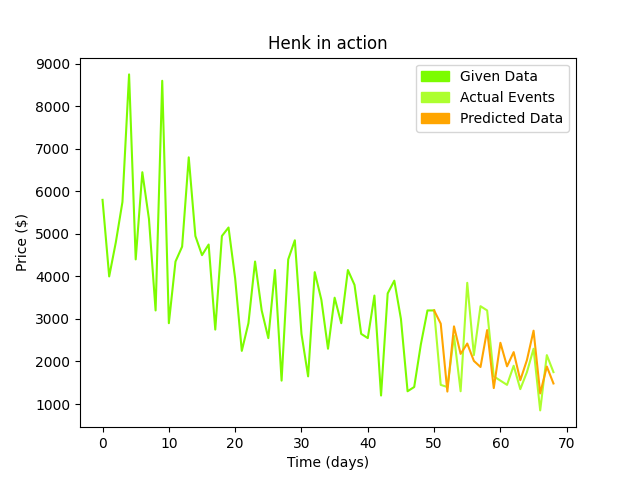 Henk in action
Price ($)
9000
8000
7000
6000
5000
4000
3000
2000
1000
Given Data
Actual Events
Predicted Data
0 10 20 30 40 50 60 70
Time (days)